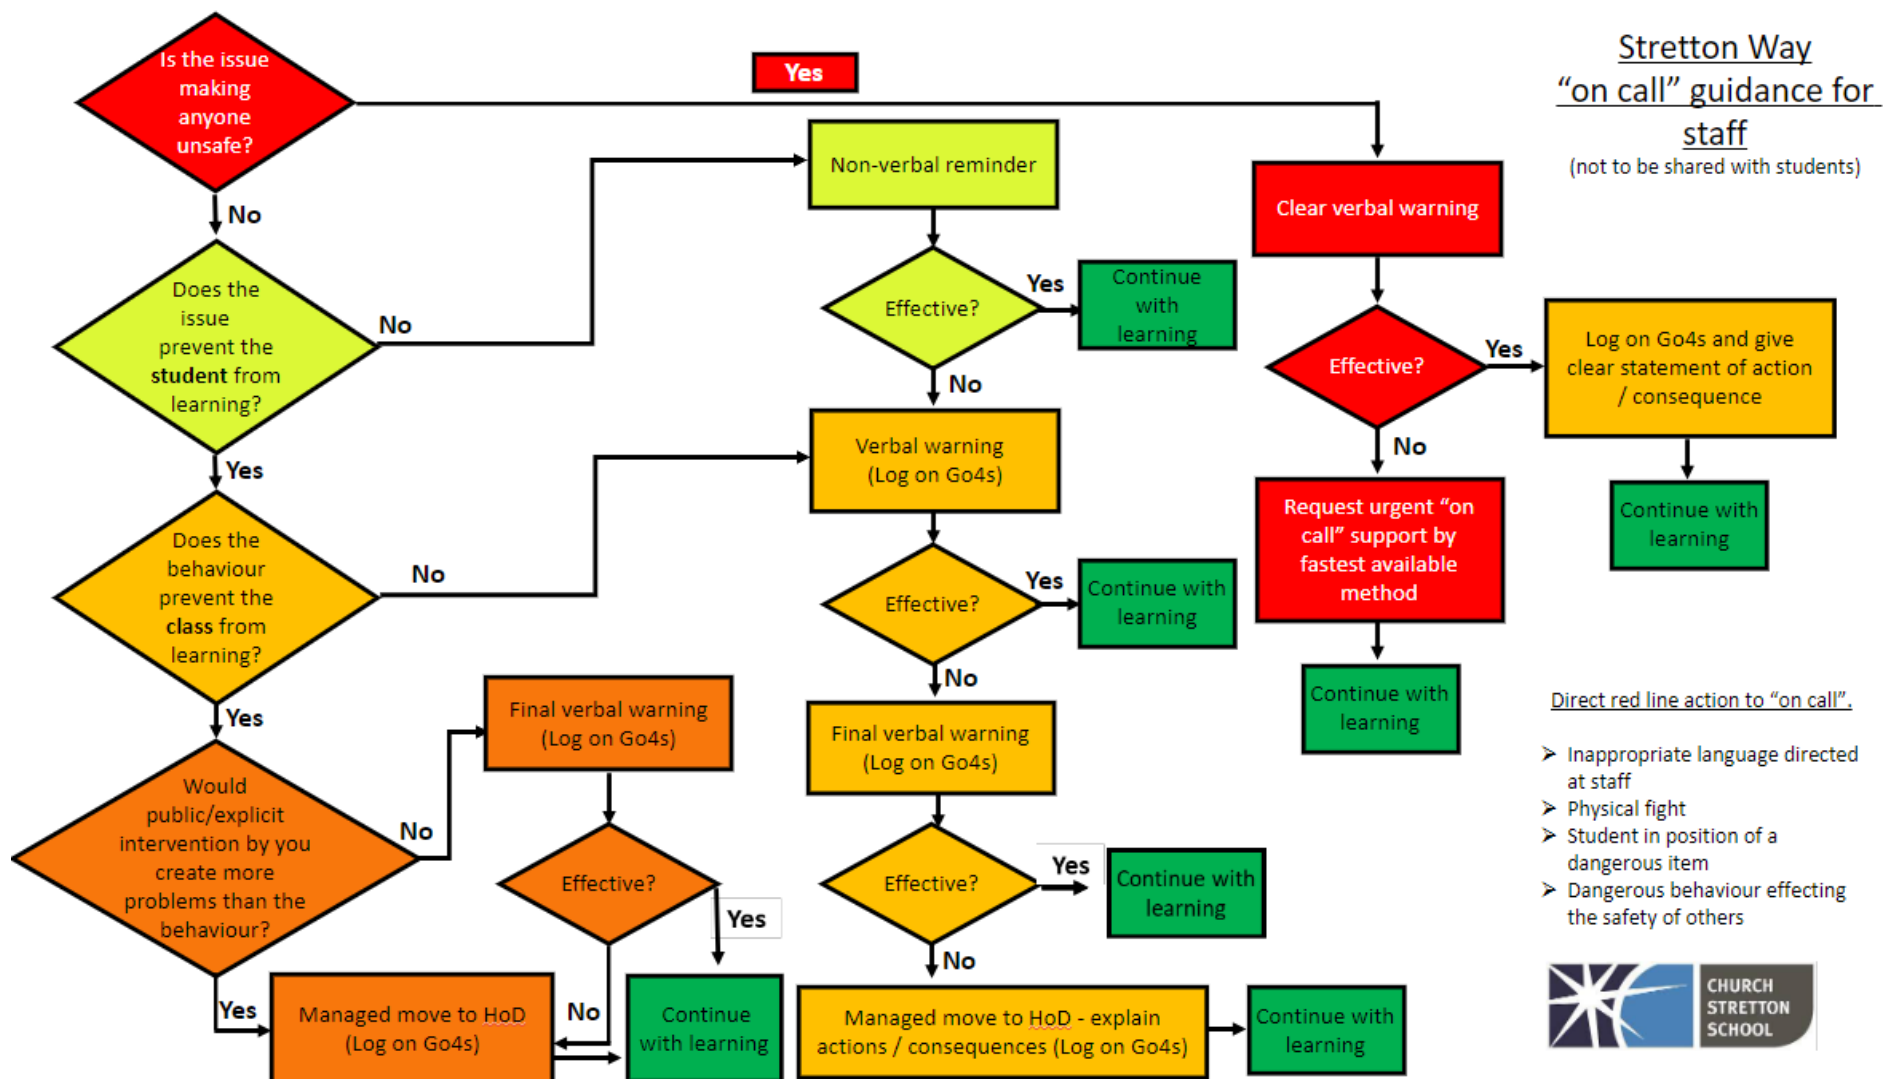 Stretton Way
“on call” guidance for
staff
(not to be shared with students)
Is the issue
making
anyone
unsafe?
Yes
No
Does the
issue
prevent the
student from
learning?
No
Yes
Does the
behaviour
prevent the
class from
learning?
No
Yes
Would
public/explicit
intervention by you
create more
problems than the
behaviour?
No
Yes
Final verbal warning
(Log on Go4s)
Effective?
Yes
No
Managed move to HoD
(Log on Go4s)
Continue
with learning
Non-verbal reminder
Effective?
Yes
Continue
with
learning
No
Verbal warning
(Log on Go4s)
Effective?
Yes
Continue with
learning
No
Final verbal warning
(Log on Go4s)
Effective?
Yes
Continue with
learning
No
Managed move to HoD - explain
actions / consequences (Log on Go4s)
Continue with
learning
Clear verbal warning
Effective?
Yes
Log on Go4s and give
clear statement of action
/ consequence
Continue with
learning
No
Request urgent “on
call” support by
fastest available
method
Continue with
learning
Direct red line action to “on call”.
➢ Inappropriate language directed
at staff
➢ Physical fight
➢ Student in position of a
dangerous item
➢ Dangerous behaviour effecting
the safety of others
CHURCH
STRETTON
SCHOOL